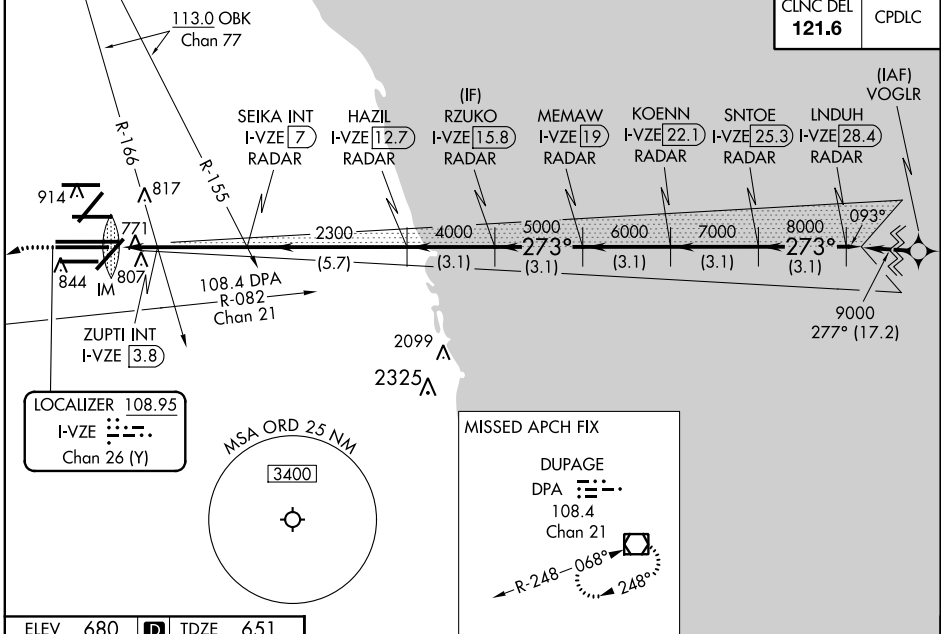 113.0 OBK
Chan 77
CLNC DEL
121.6
CPDLC
R-166
R-155
SEIKA INT
I-VZE 7
RADAR
HAZIL
I-VZE 12.7
RADAR
(IF)
RZUKO
I-VZE 15.8
RADAR
MEMAW
I-VZE 19
RADAR
KOENN
I-VZE 22.1
RADAR
SNTOE
I-VZE 25.3
RADAR
LNDUH
I-VZE 28.4
RADAR
(IAF)
VOGLR
914
817
771
844
807
IM
2300
4000
5000
6000
7000
8000
093°
273°
273°
(5.7)
(3.1)
(3.1)
(3.1)
(3.1)
(3.1)
9000
277° (17.2)
108.4 DPA
R-082
Chan 21
ZUPTI INT
I-VZE 3.8
2099
2325
LOCALIZER 108.95
I-VZE
Chan 26 (Y)
MSA ORD 25 NM
3400
MISSED APCH FIX
DUPAGE
DPA
108.4
Chan 21
R-248
068°
248°
ELEV 680
D
TDZE 651